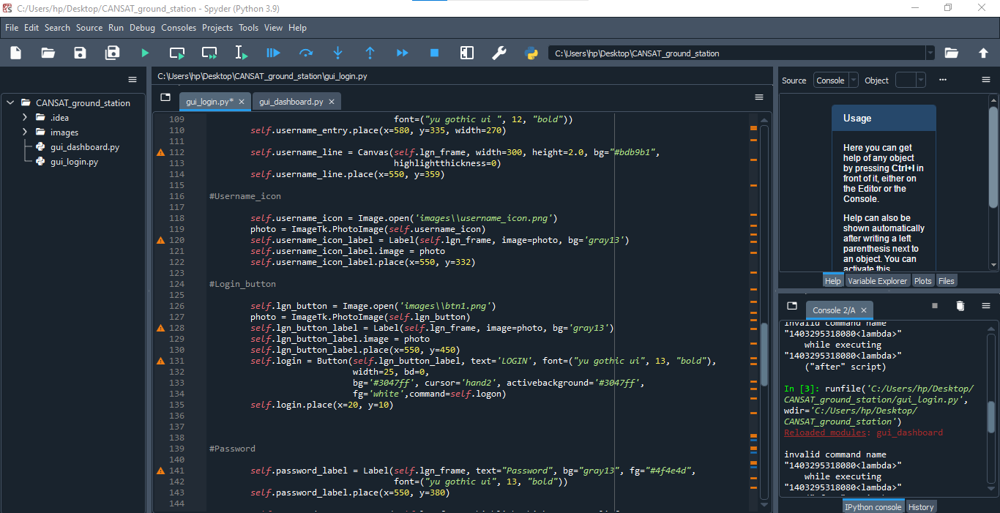 C:/Users/hp/Desktop/CANSAT_ground_station - Spyder (Python 3.9)
File Edit Search Source Run Debug Consoles Projects Tools View Help
C:\Users\hp\Desktop\CANSAT_ground_station
CANSAT_ground_station
.idea
images
gui_dashboard.py
gui_login.py
C:\Users\hp\Desktop\CANSAT_ground_station\gui_login.py
gui_login.py* gui_dashboard.py
109 font=("yu gothic ui ", 12, "bold"))
110 self.username_entry.place(x=580, y=335, width=270)
111
112 self.username_line = Canvas(self.lgn_frame, width=300, height=2.0, bg="#bdb9b1",
113 highlightthickness=0)
114 self.username_line.place(x=550, y=359)
115
116 #Username_icon
117
118 self.username_icon = Image.open('images\\username_icon.png')
119 photo = ImageTk.PhotoImage(self.username_icon)
120 self.username_icon_label = Label(self.lgn_frame, image=photo, bg='gray13')
121 self.username_icon_label.image = photo
122 self.username_icon_label.place(x=550, y=332)
123
124 #Login_button
125
126 self.lgn_button = Image.open('images\\btn1.png')
127 photo = ImageTk.PhotoImage(self.lgn_button)
128 self.lgn_button_label = Label(self.lgn_frame, image=photo, bg='gray13')
129 self.lgn_button_label.image = photo
130 self.lgn_button_label.place(x=550, y=450)
131 self.login = Button(self.lgn_button_label, text='LOGIN', font=("yu gothic ui", 13, "bold"),
132 width=25, bd=0,
133 bg='#3047ff', cursor='hand2', activebackground='#3047ff',
134 fg='white',command=self.logon)
135 self.login.place(x=20, y=10)
136
137
138
139 #Password
140
141 self.password_label = Label(self.lgn_frame, text="Password", bg="gray13", fg="#4f4e4d",
142 font=("yu gothic ui", 13, "bold"))
143 self.password_label.place(x=550, y=380)
144
Source Console Object
Usage
Here you can get
help of any object
by pressing Ctrl+I in
front of it, either on
the Editor or the
Console.
Help can also be
shown automatically
after writing a left
parenthesis next to
an object. You can
activate this
Help Variable Explorer Plots Files
Console 2/A
invalid command name
"1403295318080<lambda>"
while executing
"1403295318080<lambda>"
("after" script)
In [3]: runfile('C:/Users/hp/Desktop/
CANSAT_ground_station/gui_login.py',
wdir='C:/Users/hp/Desktop/
CANSAT_ground_station')
Reloaded modules: gui_dashboard
invalid command name
"1403295318080<lambda>"
while executing
"1403295318080<lambda>"
IPython console History